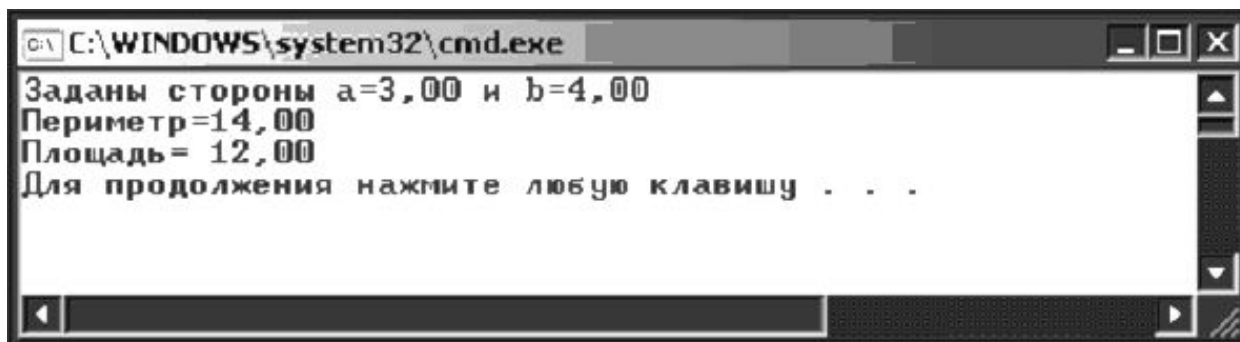 C:\WINDOWS\system32\cmd.exe
Заданы стороны a=3,00 и b=4,00
Периметр=14,00
Площадь= 12,00
Для продолжения нажмите любую клавишу . . .